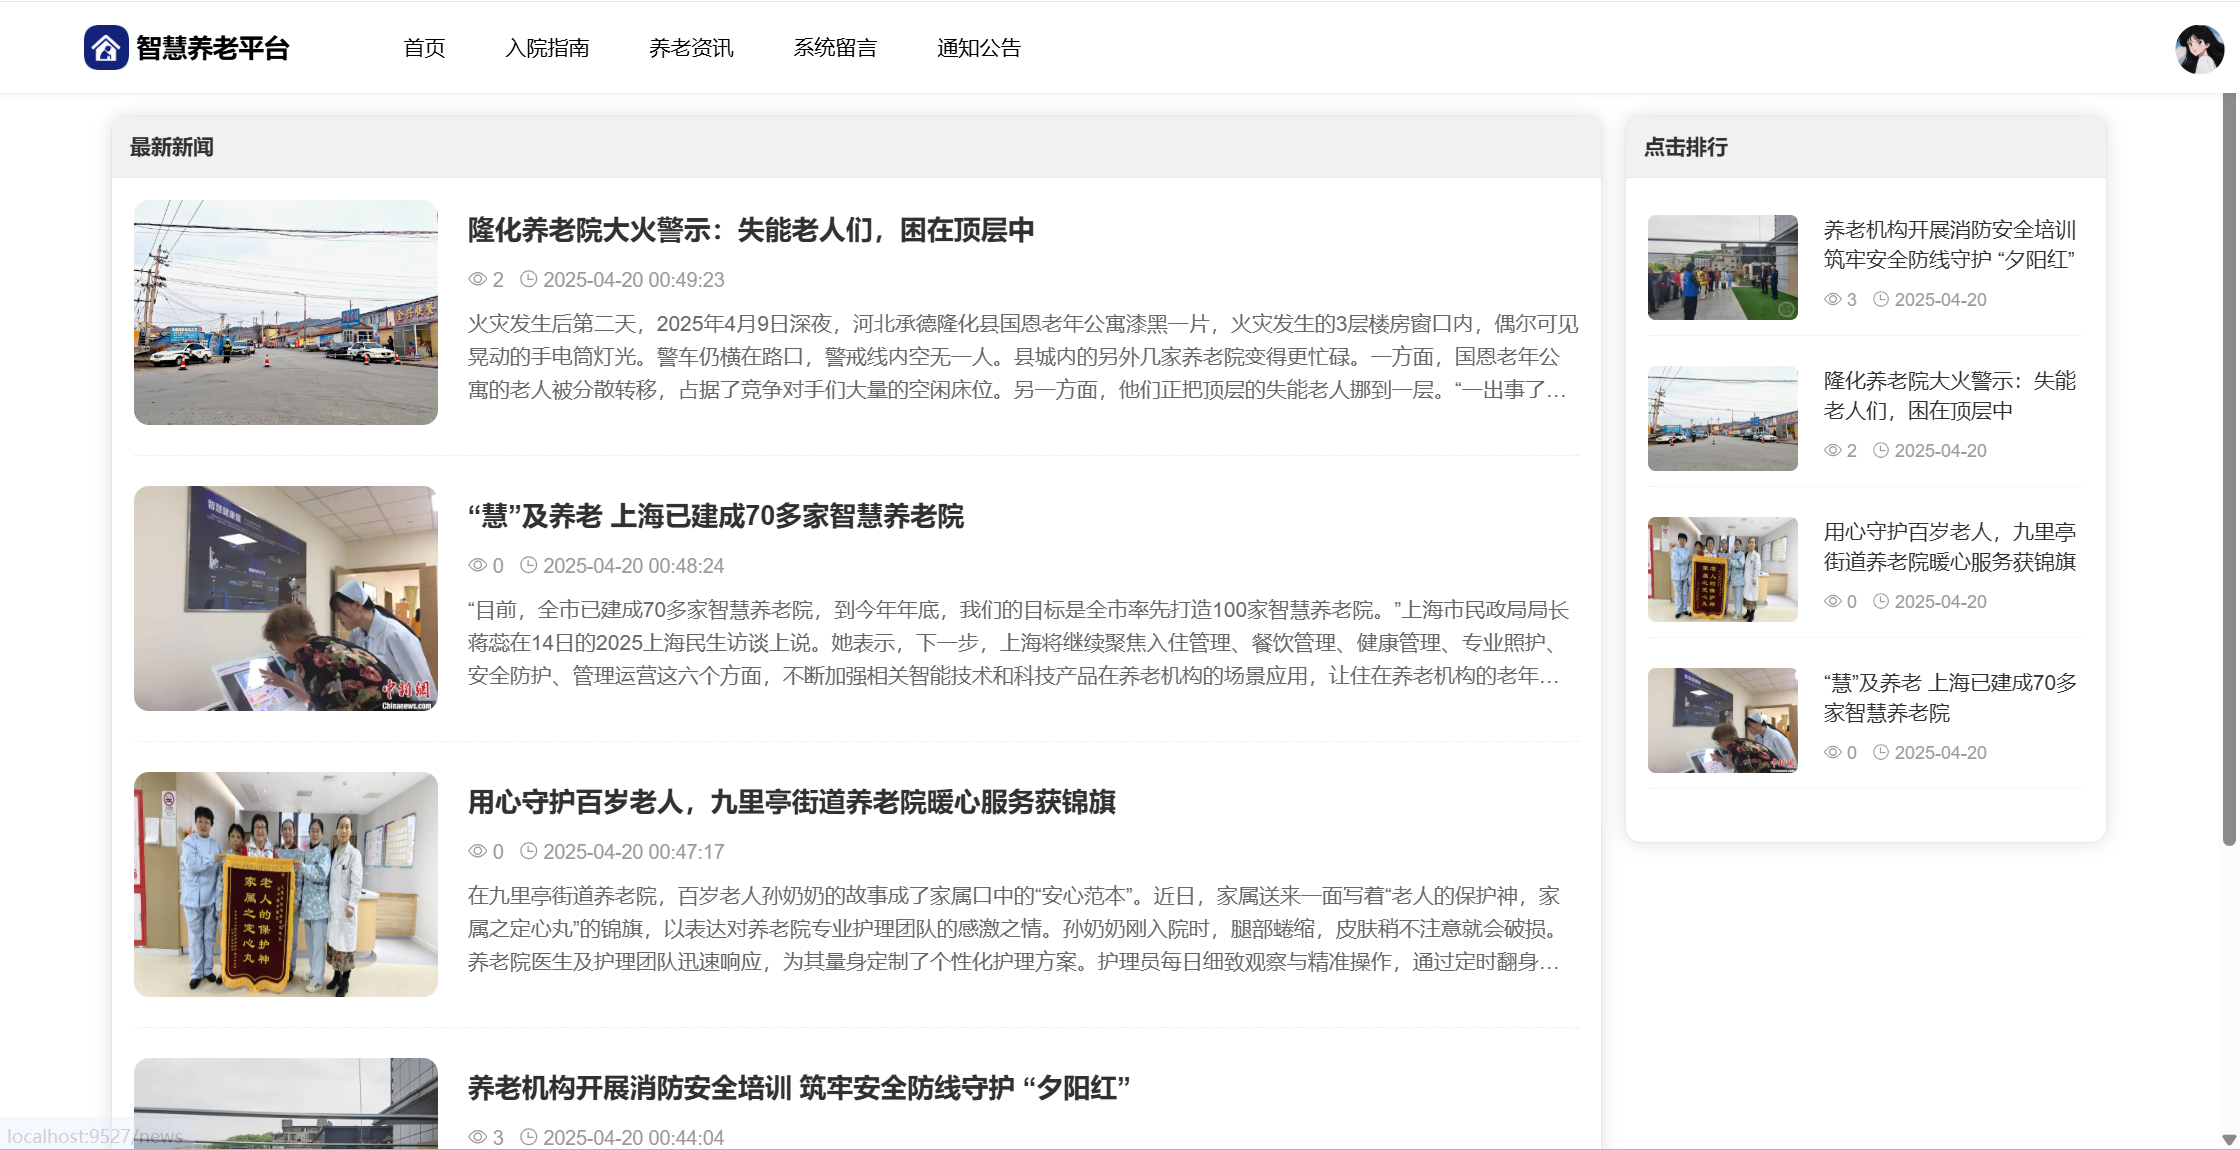 智慧养老平台
首页
入院指南
养老资讯
系统留言
通知公告
最新新闻
隆化养老院大火警示：失能老人们，困在顶层中
2 2025-04-20 00:49:23
火灾发生后第二天，2025年4月9日深夜，河北承德隆化县国恩老年公寓漆黑一片，火灾发生的3层楼房窗口内，偶尔可见
晃动的手电筒灯光。警车仍横在路口，警戒线内空无一人。县城内的另外几家养老院变得更忙碌。一方面，国恩老年公
寓的老人被分散转移，占据了竞争对手们大量的空闲床位。另一方面，他们正把顶层的失能老人挪到一层。“一出事了…
“慧”及养老 上海已建成70多家智慧养老院
0 2025-04-20 00:48:24
“目前，全市已建成70多家智慧养老院，到今年年底，我们的目标是全市率先打造100家智慧养老院。”上海市民政局局长
蒋蕊在14日的2025上海民生访谈上说。她表示，下一步，上海将继续聚焦入住管理、餐饮管理、健康管理、专业照护、
安全防护、管理运营这六个方面，不断加强相关智能技术和科技产品在养老机构的场景应用，让住在养老机构的老年…
中新网
Chinanews.com
用心守护百岁老人，九里亭街道养老院暖心服务获锦旗
0 2025-04-20 00:47:17
在九里亭街道养老院，百岁老人孙奶奶的故事成了家属口中的“安心范本”。近日，家属送来一面写着“老人的保护神，家
属之定心丸”的锦旗，以表达对养老院专业护理团队的感激之情。孙奶奶刚入院时，腿部蜷缩，皮肤稍不注意就会破损。
养老院医生及护理团队迅速响应，为其量身定制了个性化护理方案。护理员每日细致观察与精准操作，通过定时翻身…
老人的保护神
家属之定心丸
养老机构开展消防安全培训 筑牢安全防线守护 “夕阳红”
3 2025-04-20 00:44:04
点击排行
养老机构开展消防安全培训
筑牢安全防线守护 “夕阳红”
3 2025-04-20
隆化养老院大火警示：失能
老人们，困在顶层中
2 2025-04-20
用心守护百岁老人，九里亭
街道养老院暖心服务获锦旗
0 2025-04-20
“慧”及养老 上海已建成70多
家智慧养老院
0 2025-04-20
localhost:9527/news